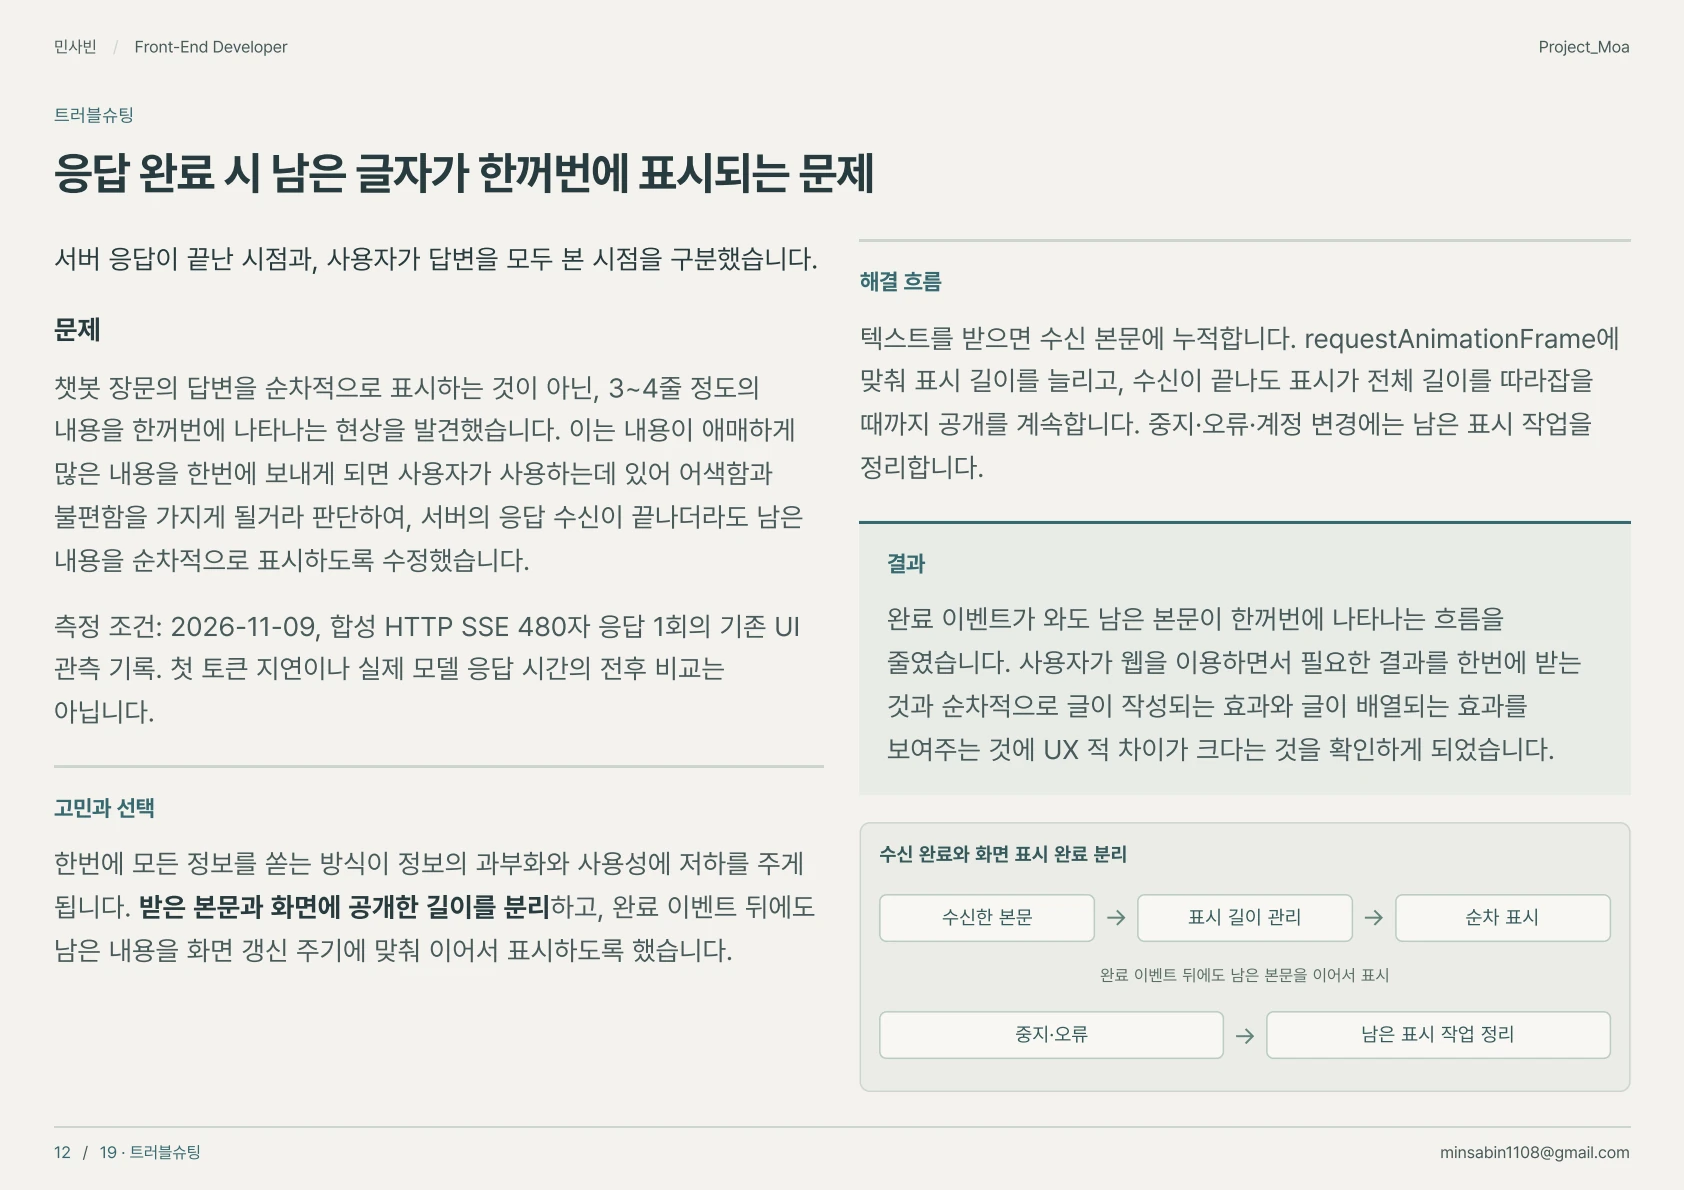 민사빈 / Front-End Developer
Project_Moa
트러블슈팅
응답 완료 시 남은 글자가 한꺼번에 표시되는 문제
서버 응답이 끝난 시점과, 사용자가 답변을 모두 본 시점을 구분했습니다.
문제
챗봇 장문의 답변을 순차적으로 표시하는 것이 아닌, 3~4줄 정도의
내용을 한꺼번에 나타나는 현상을 발견했습니다. 이는 내용이 애매하게
많은 내용을 한번에 보내게 되면 사용자가 사용하는데 있어 어색함과
불편함을 가지게 될거라 판단하여, 서버의 응답 수신이 끝나더라도 남은
내용을 순차적으로 표시하도록 수정했습니다.
측정 조건: 2026-11-09, 합성 HTTP SSE 480자 응답 1회의 기존 UI
관측 기록. 첫 토큰 지연이나 실제 모델 응답 시간의 전후 비교는
아닙니다.
고민과 선택
한번에 모든 정보를 쏟는 방식이 정보의 과부화와 사용성에 저하를 주게
됩니다. 받은 본문과 화면에 공개한 길이를 분리하고, 완료 이벤트 뒤에도
남은 내용을 화면 갱신 주기에 맞춰 이어서 표시하도록 했습니다.
해결 흐름
텍스트를 받으면 수신 본문에 누적합니다. requestAnimationFrame에
맞춰 표시 길이를 늘리고, 수신이 끝나도 표시가 전체 길이를 따라잡을
때까지 공개를 계속합니다. 중지·오류·계정 변경에는 남은 표시 작업을
정리합니다.
결과
완료 이벤트가 와도 남은 본문이 한꺼번에 나타나는 흐름을
줄였습니다. 사용자가 웹을 이용하면서 필요한 결과를 한번에 받는
것과 순차적으로 글이 작성되는 효과와 글이 배열되는 효과를
보여주는 것에 UX 적 차이가 크다는 것을 확인하게 되었습니다.
수신 완료와 화면 표시 완료 분리
수신한 본문 → 표시 길이 관리 → 순차 표시
완료 이벤트 뒤에도 남은 본문을 이어서 표시
중지·오류 → 남은 표시 작업 정리
12 / 19 · 트러블슈팅
minsabin1108@gmail.com